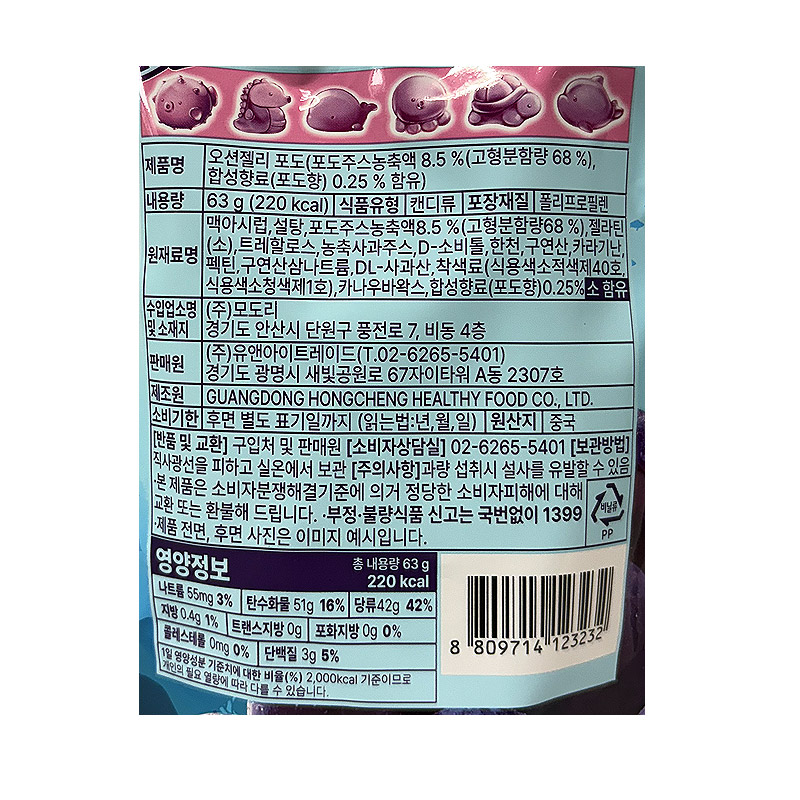 제품명 오션젤리 포도(포도주스농축액 8.5 %(고형분함량 68 %),
합성향료(포도향) 0.25 % 함유)
내용량 63 g (220 kcal) 식품유형 캔디류 포장재질 폴리프로필렌
원재료명 맥아시럽,설탕,포도주스농축액8.5 %(고형분함량68 %),젤라틴
(소),트레할로스,농축사과주스,D-소비톨,한천,구연산,카라기난,
펙틴,구연산삼나트륨,DL-사과산,착색료(식용색소적색제40호,
식용색소청색제1호),카나우바왁스,합성향료(포도향)0.25% 소 함유
수입업소명 및 소재지 (주)모도리
경기도 안산시 단원구 풍전로 7, 비동 4층
판매원 (주)유앤아이트레이드(T.02-6265-5401)
경기도 광명시 새빛공원로 67자이타워 A동 2307호
제조원 GUANGDONG HONGCHENG HEALTHY FOOD CO., LTD.
소비기한 후면 별도 표기일까지 (읽는법:년,월,일) 원산지 중국
[반품 및 교환] 구입처 및 판매원 [소비자상담실] 02-6265-5401 [보관방법]
직사광선을 피하고 실온에서 보관 [주의사항]과량 섭취시 설사를 유발할 수 있음
·본 제품은 소비자분쟁해결기준에 의거 정당한 소비자피해에 대해
교환 또는 환불해 드립니다. ·부정·불량식품 신고는 국번없이 1399
·제품 전면, 후면 사진은 이미지 예시입니다.
비닐류
PP
영양정보 총 내용량 63 g
220 kcal
나트륨 55mg 3% 탄수화물 51g 16% 당류42g 42%
지방 0.4g 1% 트랜스지방 0g 포화지방 0g 0%
콜레스테롤 0mg 0% 단백질 3g 5%
1일 영양성분 기준치에 대한 비율(%) 2,000kcal 기준이므로
개인의 필요 열량에 따라 다를 수 있습니다.
8 809714 123232